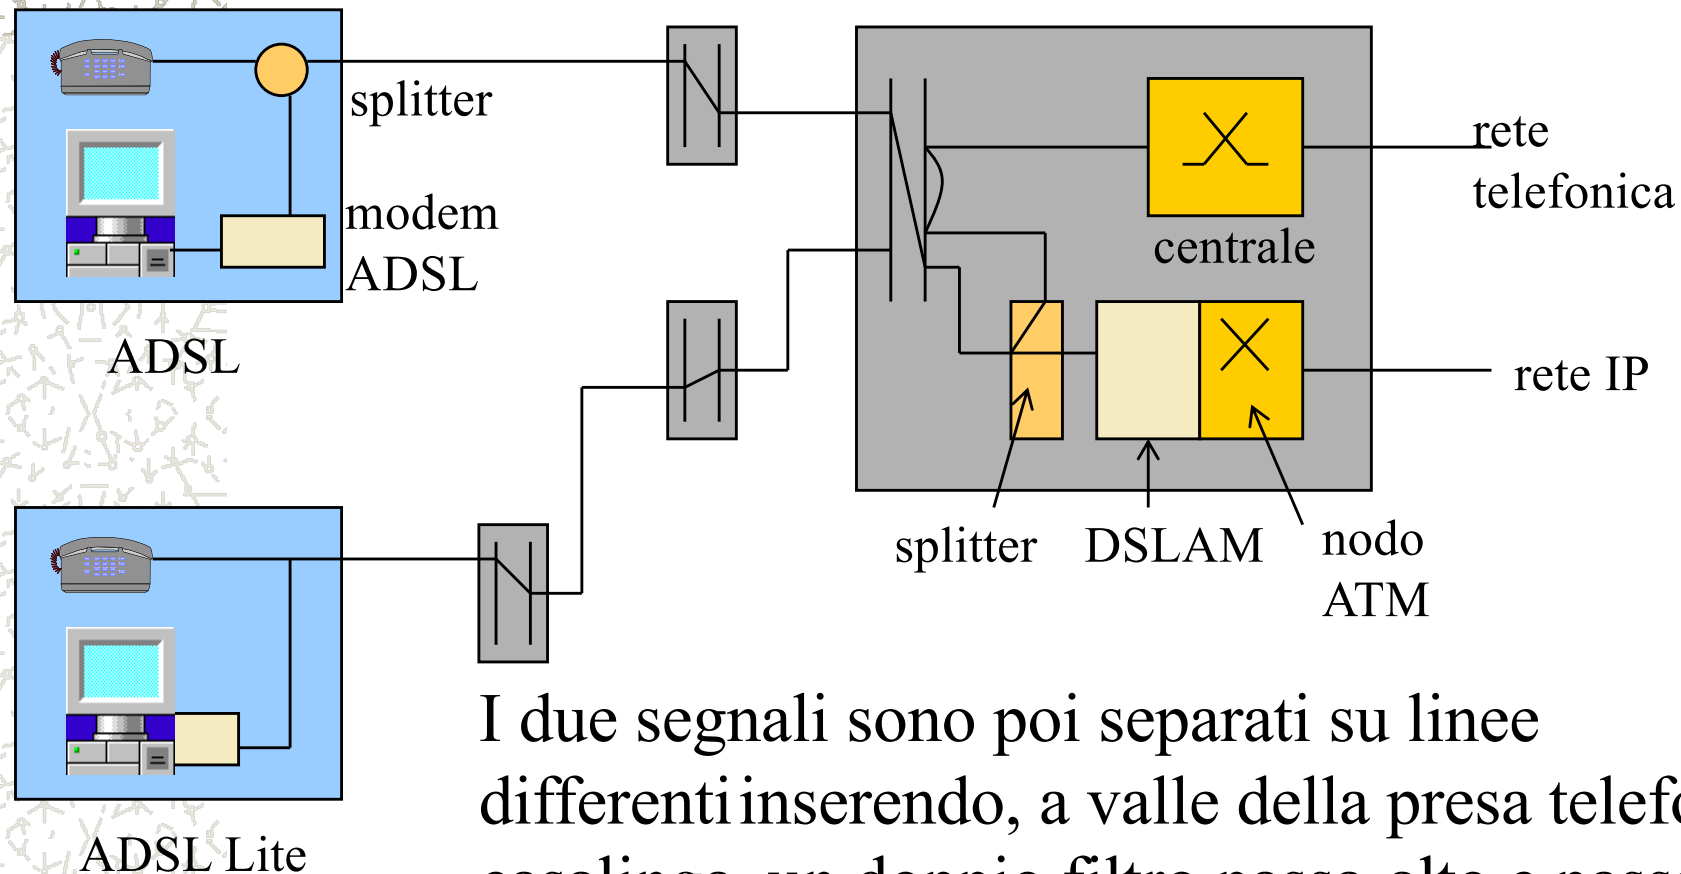 splitter
modem
ADSL
ADSL
rete
telefonica
centrale
rete IP
splitter
DSLAM
nodo
ATM
ADSL Lite
I due segnali sono poi separati su linee
differenti inserendo, a valle della presa